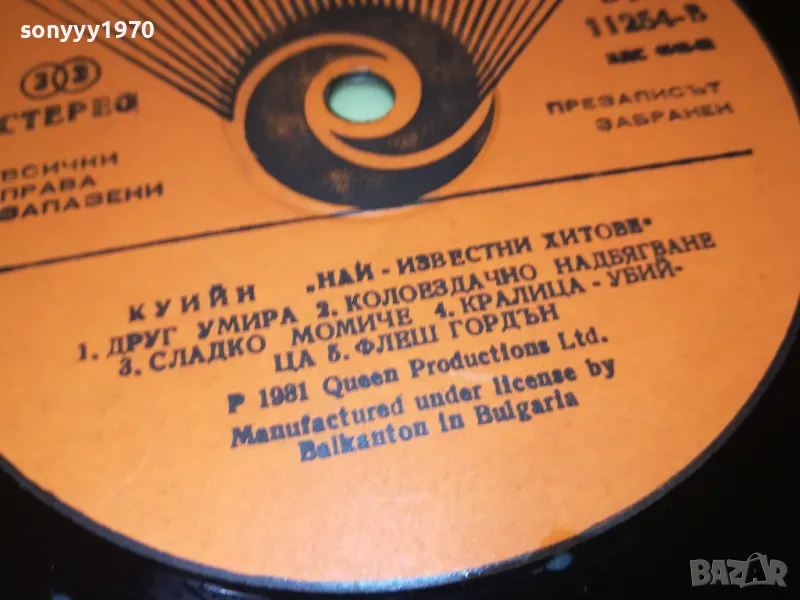 sonyyy1970
11254-В
33
СТЕРЕО
ПРЕЗАПИСЪТ
ЗАБРАНЕН
ВСИЧКИ
ПРАВА
ЗАПАЗЕНИ
КУИЙН „НАЙ - ИЗВЕСТНИ ХИТОВЕ“
1. ДРУГ УМИРА 2. КОЛОЕЗДАЧНО НАДБЯГВАНЕ
3. СЛАДКО МОМИЧЕ 4. КРАЛИЦА - УБИЙ-
ЦА 5. ФЛЕШ ГОРДЪН
P 1981 Queen Productions Ltd.
Manufactured under license by
Balkanton in Bulgaria
BAZAR